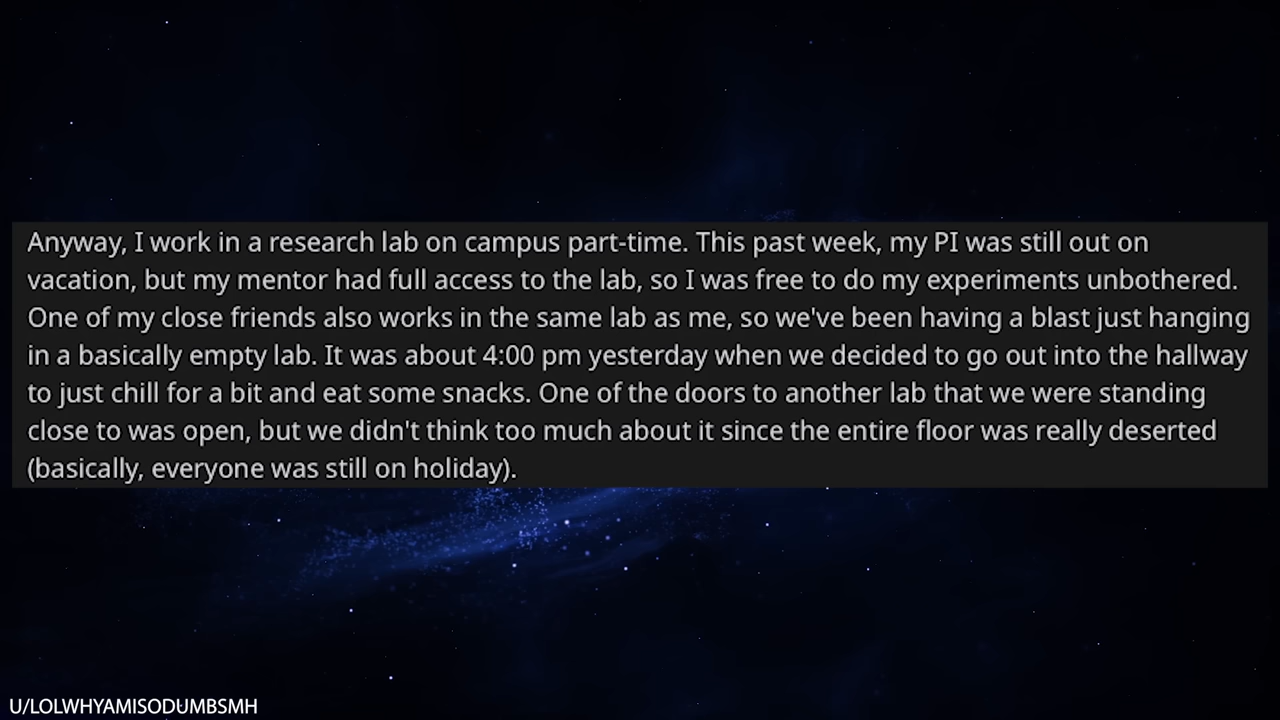 Anyway, I work in a research lab on campus part-time. This past week, my PI was still out on
vacation, but my mentor had full access to the lab, so I was free to do my experiments unbothered.
One of my close friends also works in the same lab as me, so we've been having a blast just hanging
in a basically empty lab. It was about 4:00 pm yesterday when we decided to go out into the hallway
to just chill for a bit and eat some snacks. One of the doors to another lab that we were standing
close to was open, but we didn't think too much about it since the entire floor was really deserted
(basically, everyone was still on holiday).
U/LOLWHYAMISODUMBSMH